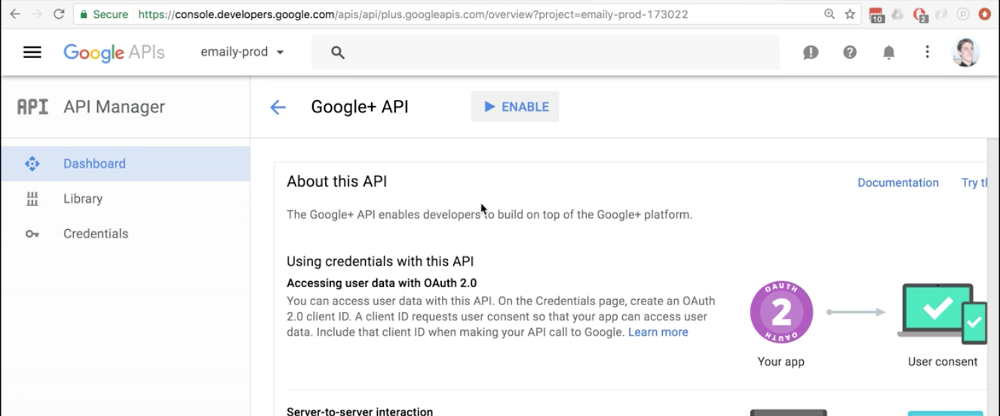 Secure https://console.developers.google.com/apis/api/plus.googleapis.com/overview?project=emaily-prod-173022
10
2
Google APIs
emaily-prod
API API Manager
Google+ API
ENABLE
Dashboard
Library
Credentials
About this API
Documentation
Try
The Google+ API enables developers to build on top of the Google+ platform.
Using credentials with this API
Accessing user data with OAuth 2.0
You can access user data with this API. On the Credentials page, create an OAuth
2.0 client ID. A client ID requests user consent so that your app can access user
data. Include that client ID when making your API call to Google. Learn more
OAUTH
2
OAUTH
Your app
User consent
Server-to-server interaction